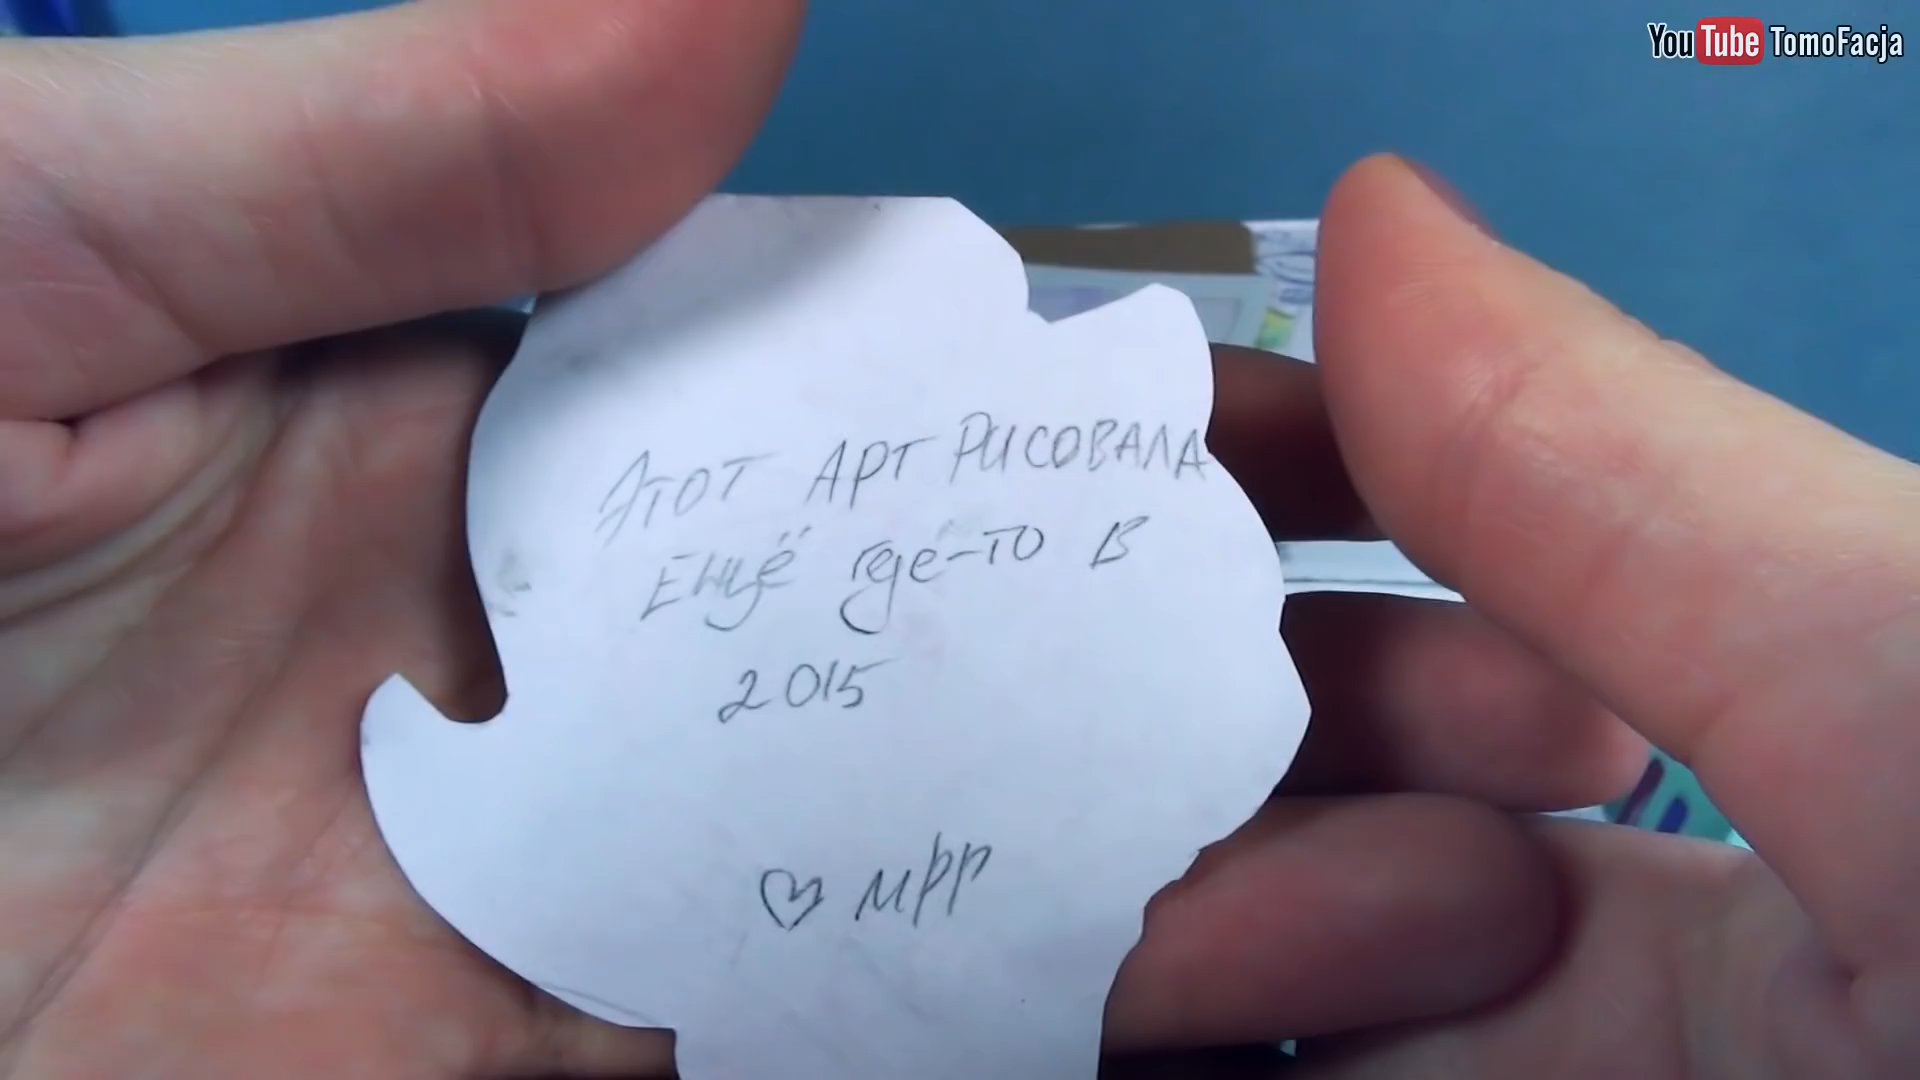 YouTube TomoFacja
Этот арт рисовала
ещё где-то в
2015
♡ мрр